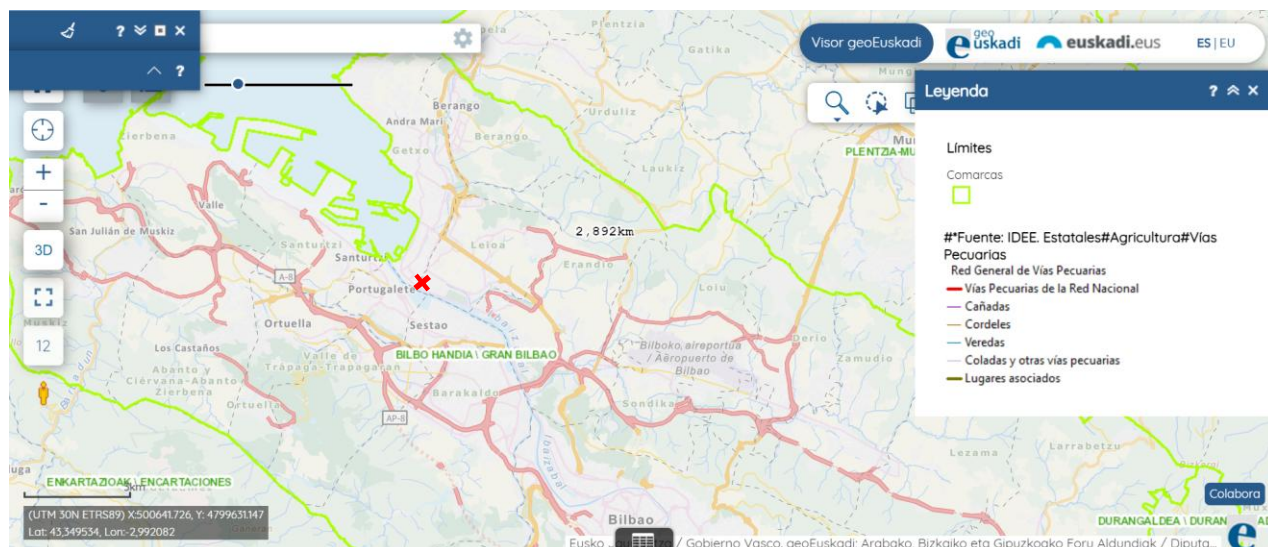 ? 
?
Visor geoEuskadi
geo
euskadi
euskadi.eus
ES | EU
Leyenda
?
Límites
Comarcas
#*Fuente: IDEE. Estatales#Agricultura#Vías
Pecuarias
Red General de Vías Pecuarias
Vías Pecuarias de la Red Nacional
Cañadas
Cordeles
Veredas
Coladas y otras vías pecuarias
Lugares asociados
Plentzia
Gatika
Urduliz
Berango
Andra Mari
Berango
Getxo
Laukiz
PLENTZIA-MU
Zierbena
Valle
San Julián de Muskiz
Santurtzi
Santurtzi
Leioa
2,892km
Erandio
Loiu
A-8
Portugalete
Ortuella
Sestao
Muskiz
Los Castaños
Valle de
Trápaga-Trapagaran
BILBO HANDIA \ GRAN BILBAO
Bilboko aireportua
/ Aeropuerto de
Bilbao
Derio
Zamudio
Abanto y
Ciérvana-Abanto
Zierbena
Ortuella
Barakaldo
AP-8
Sondika
Ibaizabal
Larrabetzu
Lezama
ENKARTAZIOAK \ ENCARTACIONES
3km
(UTM 30N ETRS89) X:500641.726, Y: 4799631.147
Lat: 43,349534, Lon:-2,992082
Bilbao
Colabora
DURANGALDEA \ DURAN
/ Gobierno Vasco, geoEuskadi; Arabako, Bizkaiko eta Gipuzkoako Foru Aldundiak / Diputa...
+
-
3D
12